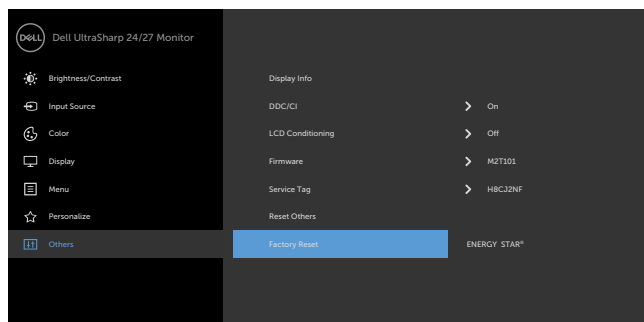 DELL Dell UltraSharp 24/27 Monitor
Brightness/Contrast Display Info
Input Source DDC/CI On
Color LCD Conditioning Off
Display Firmware M2T101
Menu Service Tag H8CJ2NF
Personalize Reset Others
Others Factory Reset ENERGY STAR®